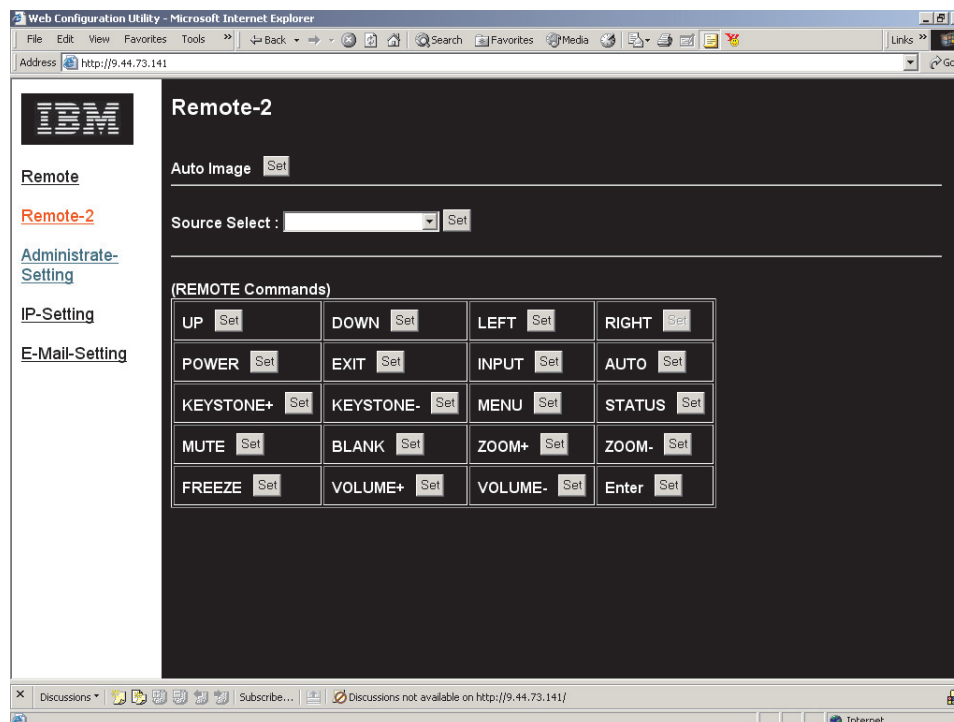 Web Configuration Utility - Microsoft Internet Explorer
File Edit View Favorites Tools » Back Search Favorites Media Links »
Address http://9.44.73.141 Go
IBM
Remote
Remote-2
Administrate-
Setting
IP-Setting
E-Mail-Setting
Remote-2
Auto Image Set
Source Select : Set
(REMOTE Commands)
UP Set DOWN Set LEFT Set RIGHT Set
POWER Set EXIT Set INPUT Set AUTO Set
KEYSTONE+ Set KEYSTONE- Set MENU Set STATUS Set
MUTE Set BLANK Set ZOOM+ Set ZOOM- Set
FREEZE Set VOLUME+ Set VOLUME- Set Enter Set
Discussions Subscribe... Discussions not available on http://9.44.73.141/
Internet